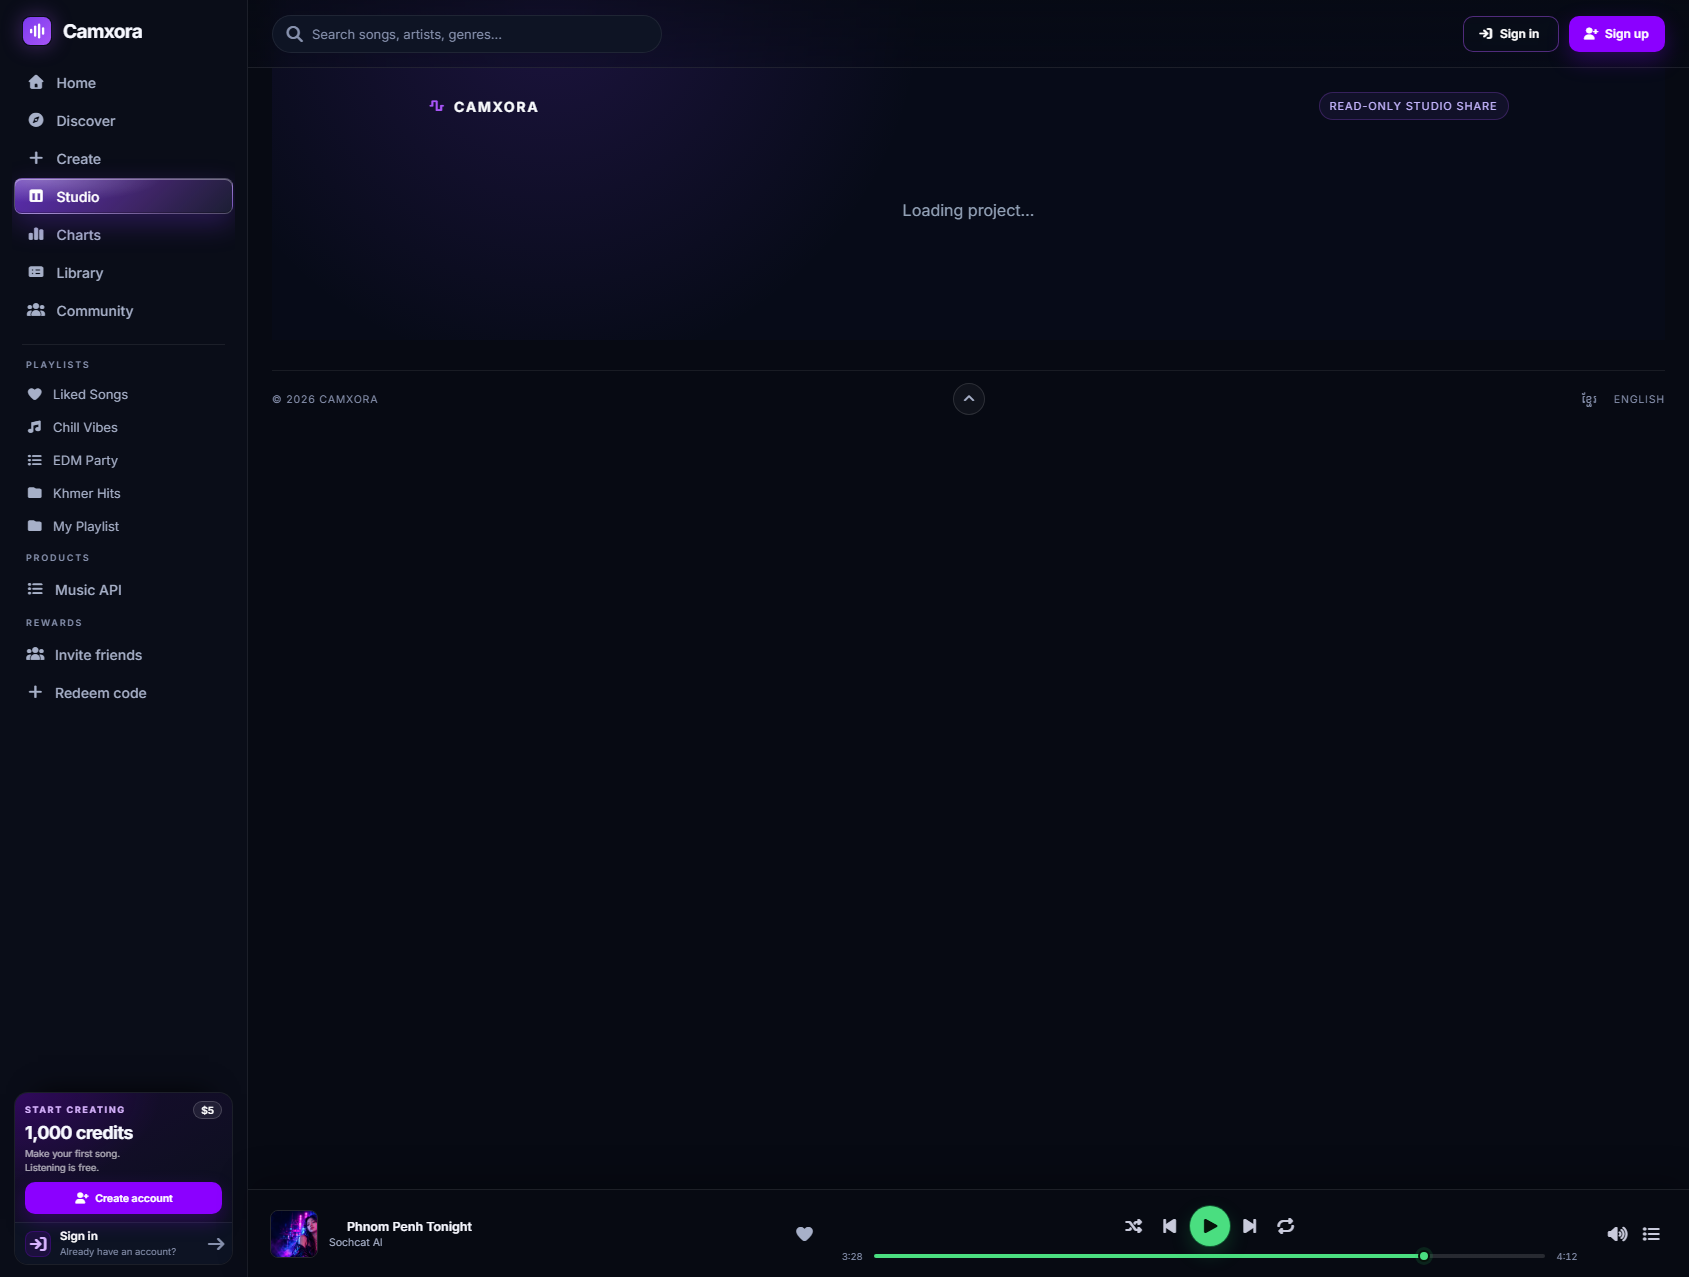 Camxora
Home
Discover
Create
Studio
Charts
Library
Community
PLAYLISTS
Liked Songs
Chill Vibes
EDM Party
Khmer Hits
My Playlist
PRODUCTS
Music API
REWARDS
Invite friends
Redeem code
START CREATING
$5
1,000 credits
Make your first song.
Listening is free.
Create account
Sign in
Already have an account?
Search songs, artists, genres...
Sign in
Sign up
CAMXORA
READ-ONLY STUDIO SHARE
Loading project...
© 2026 CAMXORA
ខ្មែរ
ENGLISH
Phnom Penh Tonight
Sochcat AI
3:28
4:12